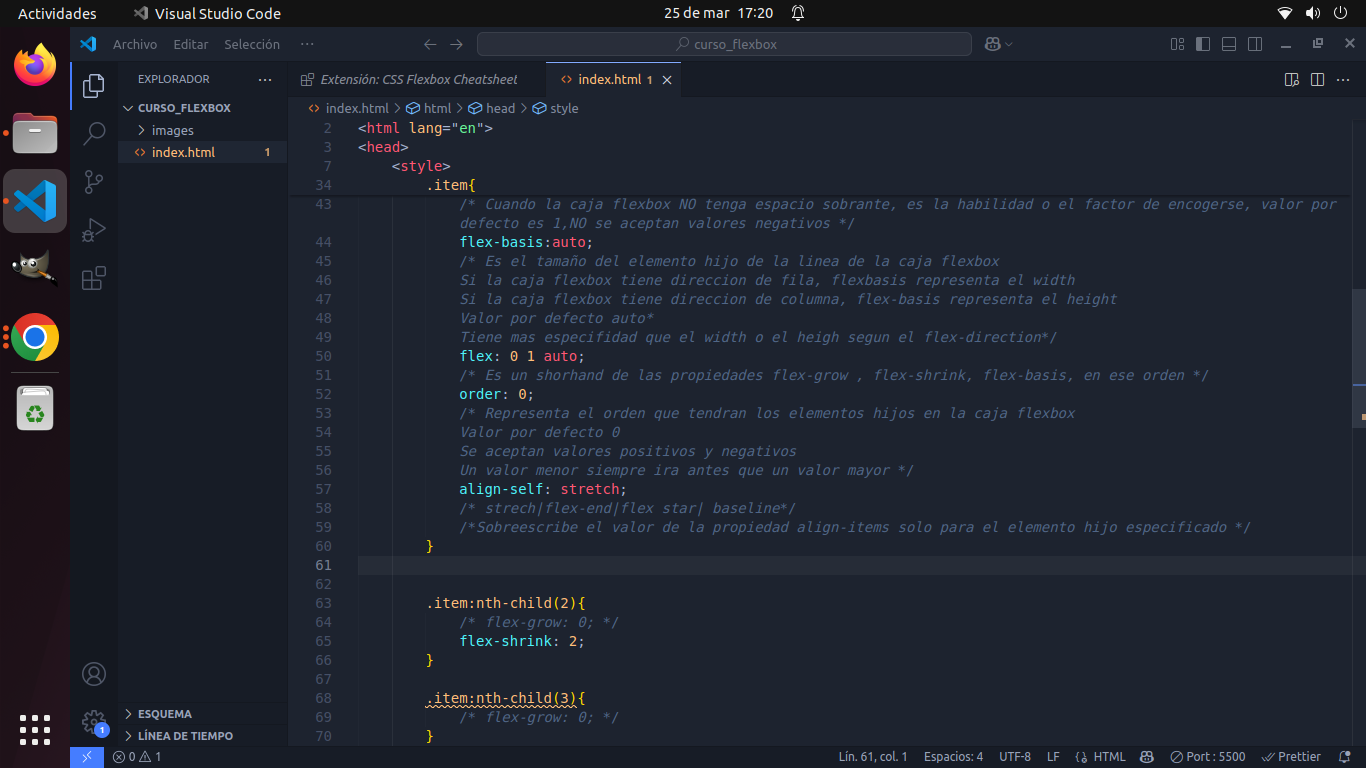 Actividades
Visual Studio Code
25 de mar 17:20
Archivo
Editar
Selección
···
curso_flexbox
EXPLORADOR
···
Extensión: CSS Flexbox Cheatsheet
index.html 1
CURSO_FLEXBOX
images
index.html 1
index.html > html > head > style
2 <html lang="en">
3 <head>
7 <style>
34 .item{
43 /* Cuando la caja flexbox NO tenga espacio sobrante, es la habilidad o el factor de encogerse, valor por
defecto es 1,NO se aceptan valores negativos */
44 flex-basis:auto;
45 /* Es el tamaño del elemento hijo de la linea de la caja flexbox
46 Si la caja flexbox tiene direccion de fila, flexbasis representa el width
47 Si la caja flexbox tiene direccion de columna, flex-basis representa el height
48 Valor por defecto auto*
49 Tiene mas especifidad que el width o el heigh segun el flex-direction*/
50 flex: 0 1 auto;
51 /* Es un shorhand de las propiedades flex-grow , flex-shrink, flex-basis, en ese orden */
52 order: 0;
53 /* Representa el orden que tendran los elementos hijos en la caja flexbox
54 Valor por defecto 0
55 Se aceptan valores positivos y negativos
56 Un valor menor siempre ira antes que un valor mayor */
57 align-self: stretch;
58 /* strech|flex-end|flex star| baseline*/
59 /*Sobreescribe el valor de la propiedad align-items solo para el elemento hijo especificado */
60 }
61
62
63 .item:nth-child(2){
64 /* flex-grow: 0; */
65 flex-shrink: 2;
66 }
67
68 .item:nth-child(3){
69 /* flex-grow: 0; */
70 }
ESQUEMA
LÍNEA DE TIEMPO
1
0 1
Lín. 61, col. 1
Espacios: 4
UTF-8
LF
HTML
Port : 5500
Prettier